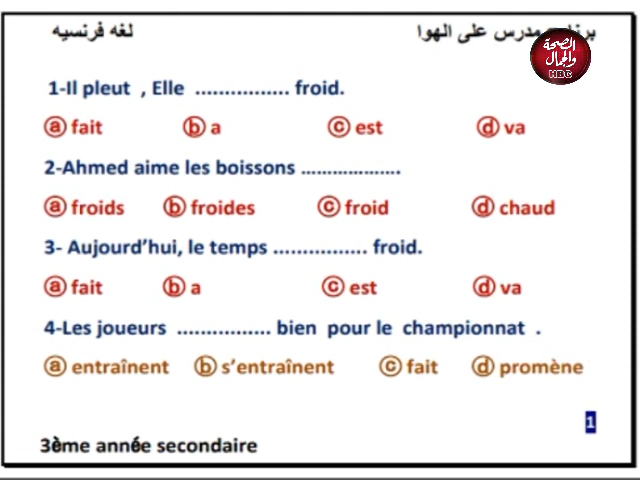 برنامج مدرس على الهوا
لغه فرنسيه
الصحة والجمال
HBC
1-Il pleut , Elle ................ froid.
ⓐ fait ⓑ a ⓒ est ⓓ va
2-Ahmed aime les boissons ...................
ⓐ froids ⓑ froides ⓒ froid ⓓ chaud
3- Aujourd’hui, le temps ................ froid.
ⓐ fait ⓑ a ⓒ est ⓓ va
4-Les joueurs ................ bien pour le championnat .
ⓐ entraînent ⓑ s’entraînent ⓒ fait ⓓ promène
1
3ème année secondaire